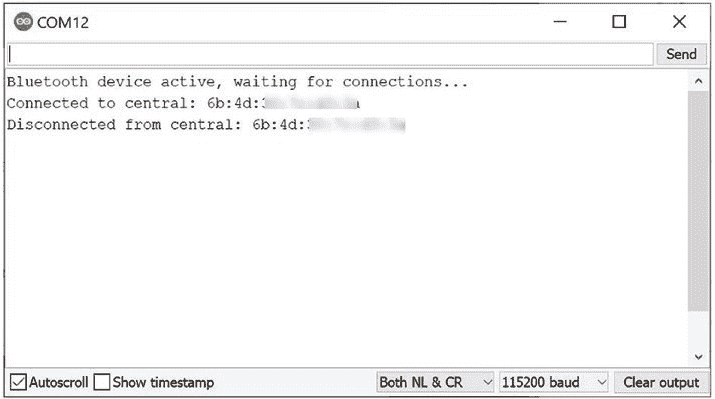 COM12
Send
Bluetooth device active, waiting for connections...
Connected to central: 6b:4d:
Disconnected from central: 6b:4d:
Autoscroll Show timestamp Both NL & CR 115200 baud Clear output